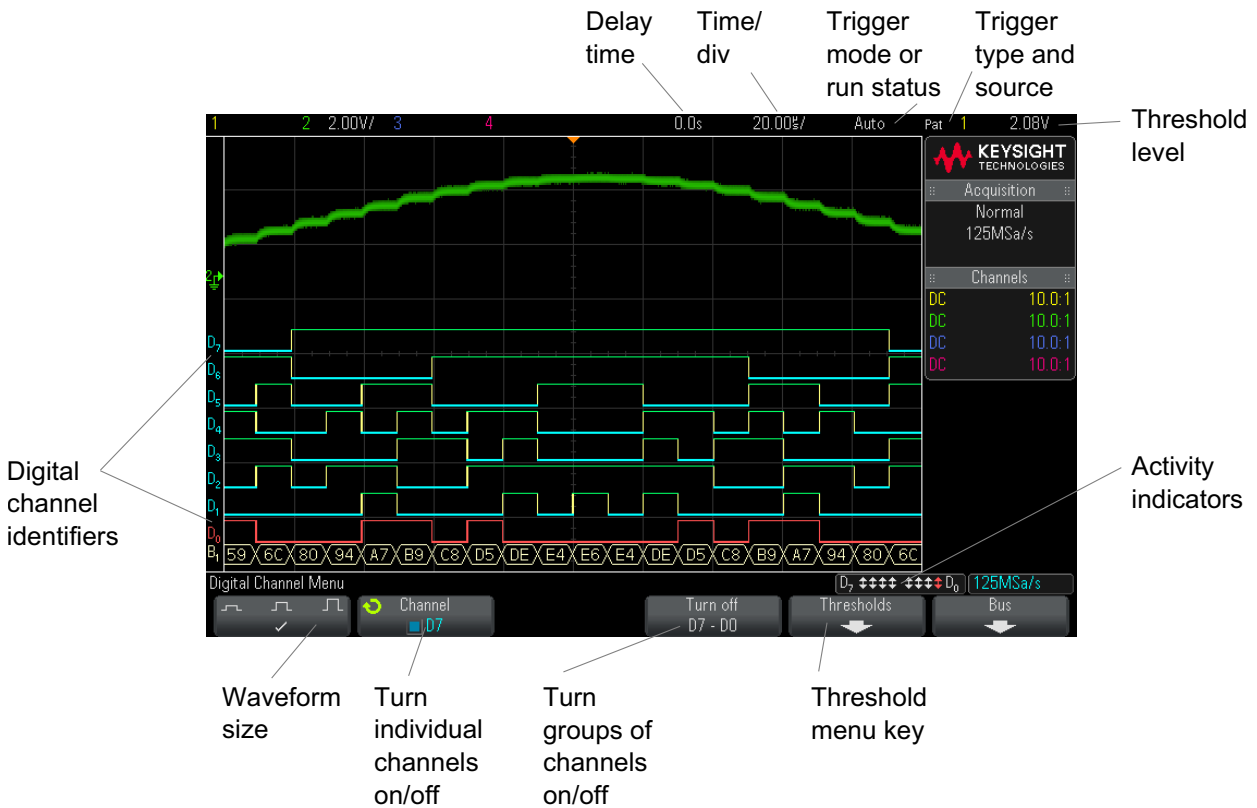 Delay
time
Time/
div
Trigger
mode or
run status
Trigger
type and
source
Threshold
level
1 2 2.00V/ 3 4 0.0s 20.00§/ Auto Pat 1 2.08V
KEYSIGHT
TECHNOLOGIES
Acquisition
Normal
125MSa/s
Channels
DC 10.0:1
DC 10.0:1
DC 10.0:1
DC 10.0:1
2
D7
D6
D5
D4
D3
D2
D1
D0
B1 59 6C 80 94 A7 B9 C8 D5 DE E4 E6 E4 DE D5 C8 B9 A7 94 80 6C
Digital
channel
identifiers
Activity
indicators
Digital Channel Menu
D7 D0 125MSa/s
Channel
D7
Turn off
D7 - D0
Thresholds
Bus
Waveform
size
Turn
individual
channels
on/off
Turn
groups of
channels
on/off
Threshold
menu key